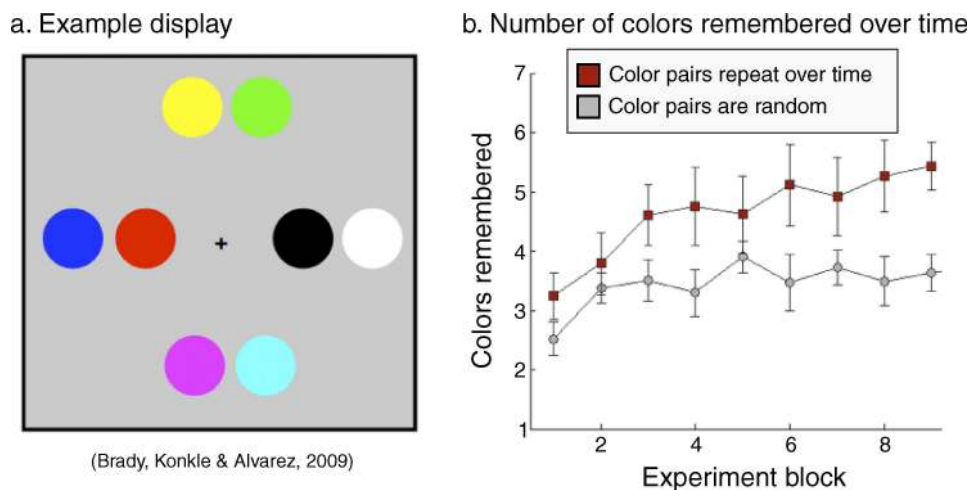 a. Example display
(Brady, Konkle & Alvarez, 2009)
b. Number of colors remembered over time
Color pairs repeat over time
Color pairs are random
Colors remembered
7
6
5
4
3
2
1
2
4
6
8
Experiment block